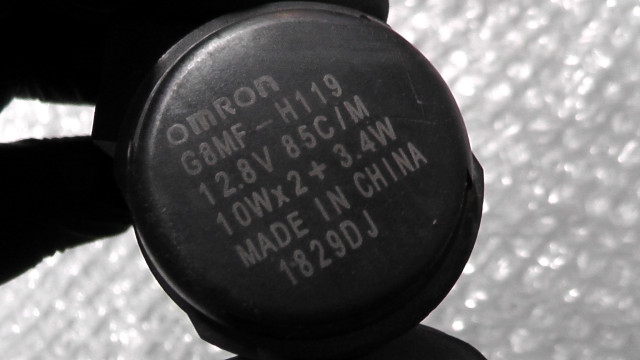 omRon
G8MF-H119
12.8V 85C/M
10Wx2+3.4W
MADE IN CHINA
1829DJ